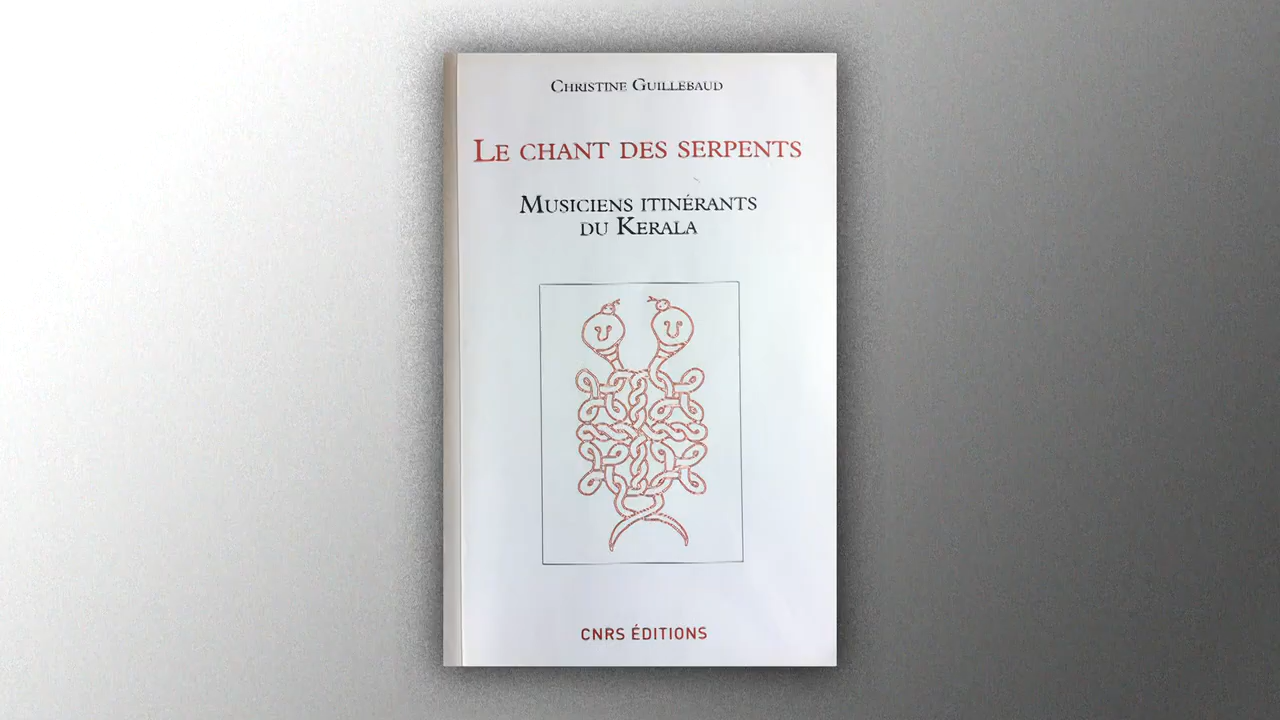 Christine Guillebaud
Le chant des serpents
Musiciens itinérants
du Kerala
CNRS ÉDITIONS